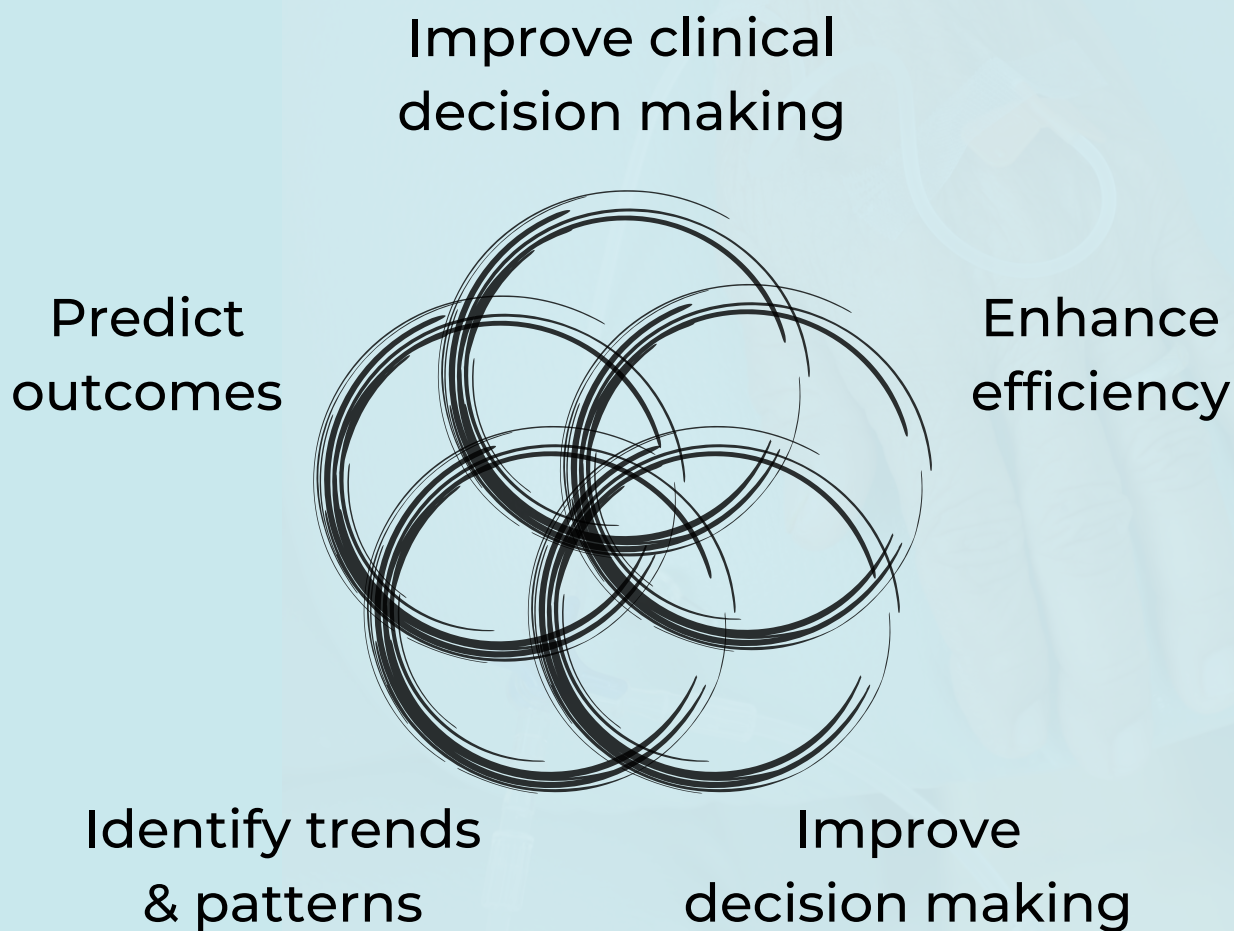 Improve clinical
decision making
Predict
outcomes
Enhance
efficiency
Identify trends
& patterns
Improve
decision making